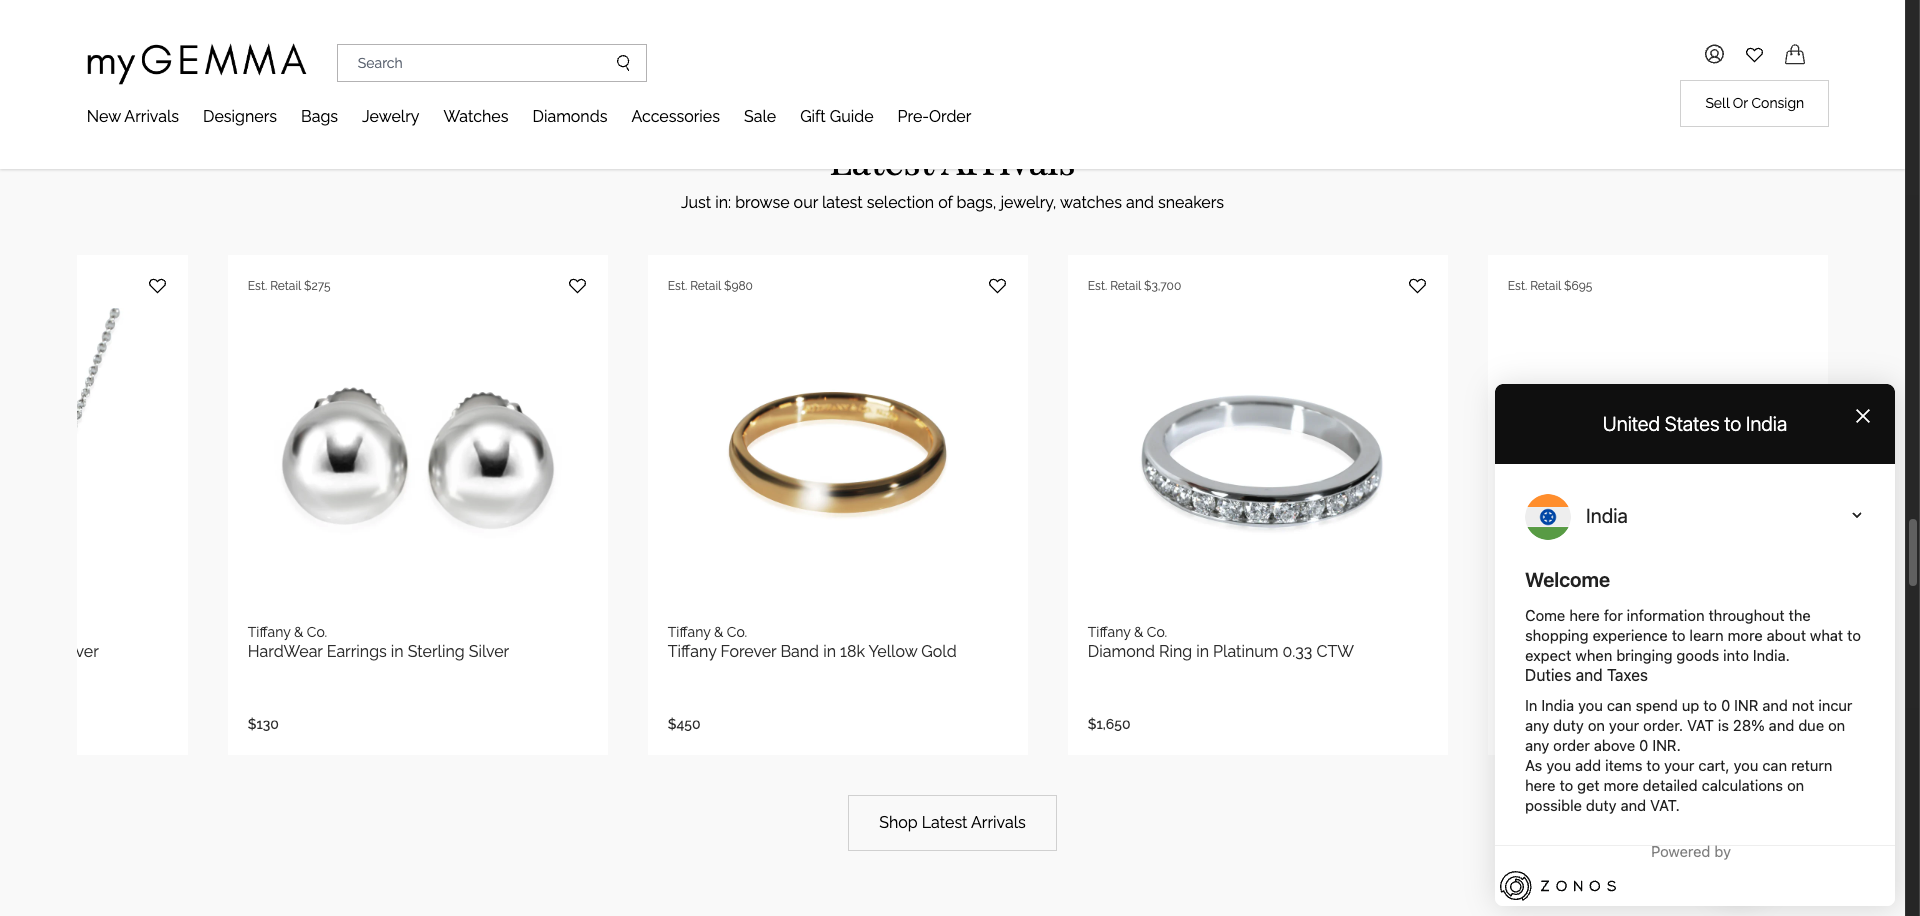 myGEMMA
Search
New Arrivals Designers Bags Jewelry Watches Diamonds Accessories Sale Gift Guide Pre-Order
Sell Or Consign
Latest Arrivals
Just in: browse our latest selection of bags, jewelry, watches and sneakers
ver
Est. Retail $275
Tiffany & Co.
HardWear Earrings in Sterling Silver
$130
Est. Retail $980
Tiffany & Co.
Tiffany Forever Band in 18k Yellow Gold
$450
Est. Retail $3,700
Tiffany & Co.
Diamond Ring in Platinum 0.33 CTW
$1,650
Est. Retail $695
Shop Latest Arrivals
United States to India
India
Welcome
Come here for information throughout the
shopping experience to learn more about what to
expect when bringing goods into India.
Duties and Taxes
In India you can spend up to 0 INR and not incur
any duty on your order. VAT is 28% and due on
any order above 0 INR.
As you add items to your cart, you can return
here to get more detailed calculations on
possible duty and VAT.
Powered by
ZONOS